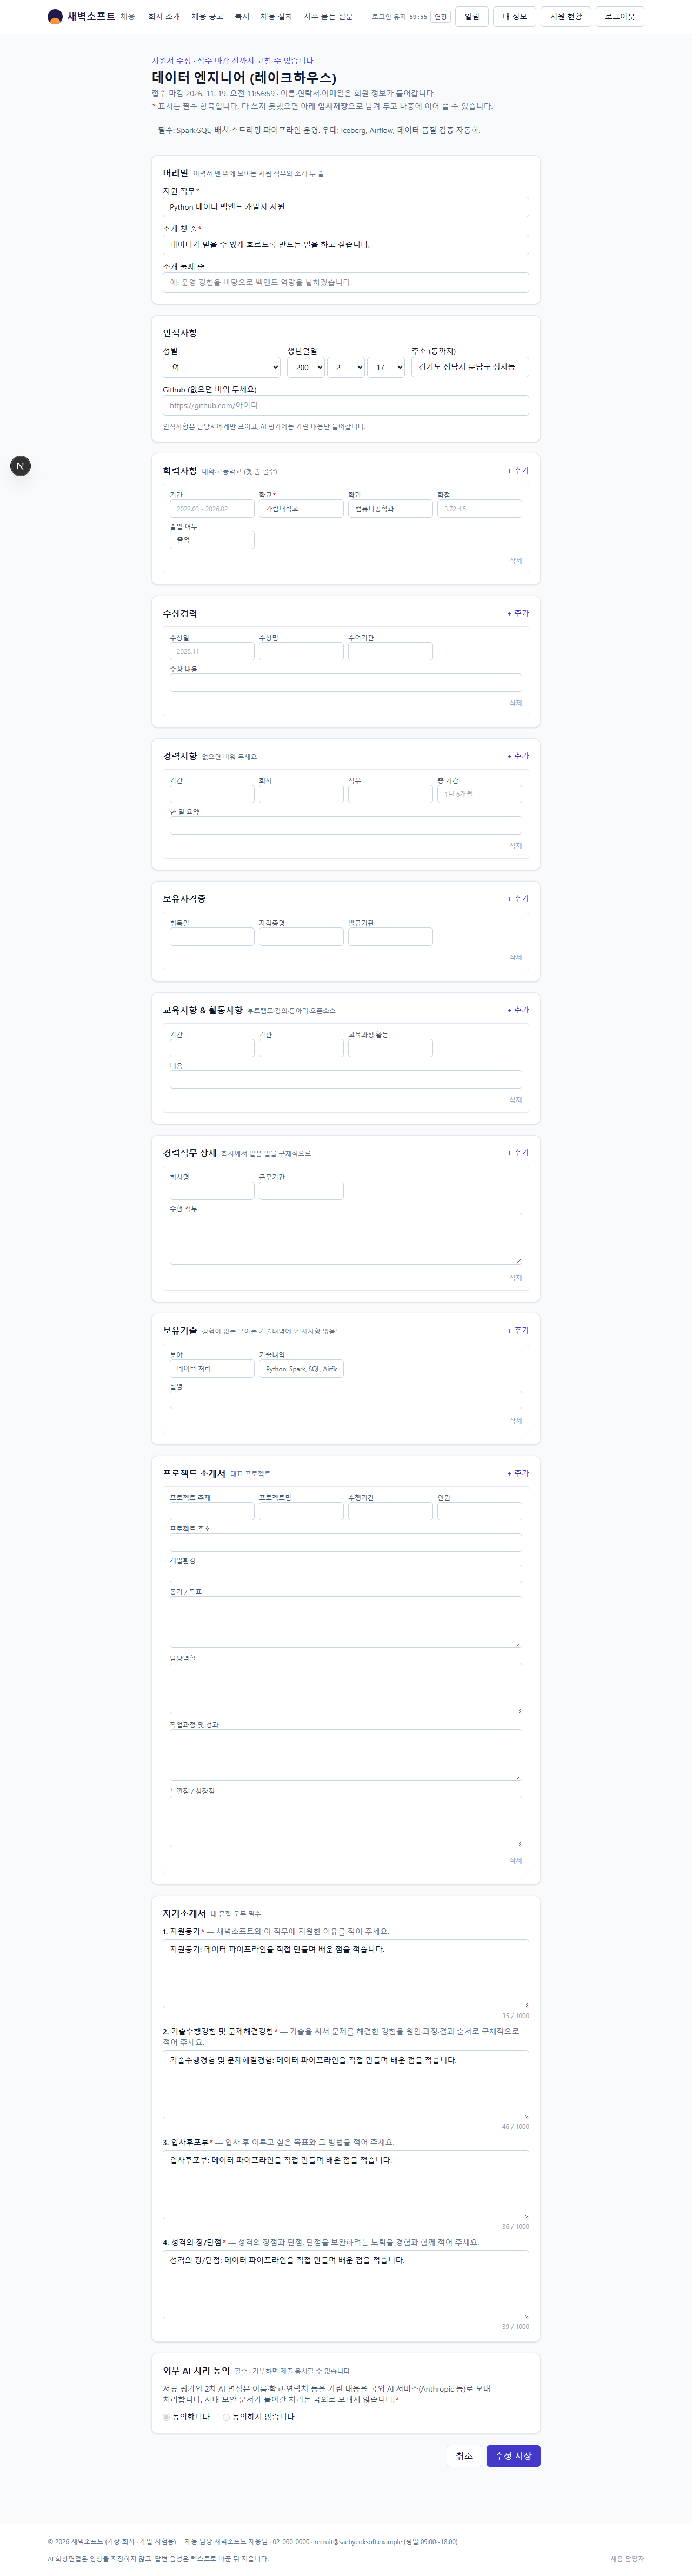 새벽소프트 채용 회사 소개 채용 공고 복지 채용 절차 자주 묻는 질문 로그인 유지 59:55 연장 알림 내 정보 지원 현황 로그아웃
지원서 수정 · 접수 마감 전까지 고칠 수 있습니다
데이터 엔지니어 (레이크하우스)
접수 마감 2026. 11. 19. 오전 11:56:59 · 이름·연락처·이메일은 회원 정보가 들어갑니다
* 표시는 필수 항목입니다. 다 쓰지 못했으면 아래 임시저장으로 남겨 두고 나중에 이어 쓸 수 있습니다.
필수: Spark·SQL, 배치·스트리밍 파이프라인 운영. 우대: Iceberg, Airflow, 데이터 품질 검증 자동화.
머리말 이력서 맨 위에 보이는 지원 직무와 소개 두 줄
지원 직무*
Python 데이터 백엔드 개발자 지원
소개 첫 줄*
데이터가 믿을 수 있게 흐르도록 만드는 일을 하고 싶습니다.
소개 둘째 줄
예: 운영 경험을 바탕으로 백엔드 역량을 넓히겠습니다.
인적사항
성별 생년월일 주소 (동까지)
여 200 2 17 경기도 성남시 분당구 정자동
Github (없으면 비워 두세요)
https://github.com/아이디
인적사항은 담당자에게만 보이고, AI 평가에는 가린 내용만 들어갑니다.
N
학력사항 대학·고등학교 (첫 줄 필수) + 추가
기간 학교* 학과 학점
2022.03 - 2026.02 가람대학교 컴퓨터공학과 3.72·4.5
졸업 여부
졸업
삭제
수상경력 + 추가
수상일 수상명 수여기관
2025.11
수상 내용
삭제
경력사항 없으면 비워 두세요 + 추가
기간 회사 직무 총 기간
1년 6개월
한 일 요약
삭제
보유자격증 + 추가
취득일 자격증명 발급기관
삭제
교육사항 & 활동사항 부트캠프·강의·동아리·오픈소스 + 추가
기간 기관 교육과정·활동
내용
삭제
경력직무 상세 회사에서 맡은 일을 구체적으로 + 추가
회사명 근무기간
수행 직무
삭제
보유기술 경험이 없는 분야는 기술내역에 '기재사항 없음' + 추가
분야 기술내역
데이터 처리 Python, Spark, SQL, Airflc
설명
삭제
프로젝트 소개서 대표 프로젝트 + 추가
프로젝트 주제 프로젝트명 수행기간 인원
프로젝트 주소
개발환경
동기 / 목표
담당역할
작업과정 및 성과
느낀점 / 성장점
삭제
자기소개서 네 문항 모두 필수
1. 지원동기* — 새벽소프트와 이 직무에 지원한 이유를 적어 주세요.
지원동기: 데이터 파이프라인을 직접 만들며 배운 점을 적습니다.
35 / 1000
2. 기술수행경험 및 문제해결경험* — 기술을 써서 문제를 해결한 경험을 원인·과정·결과 순서로 구체적으로
적어 주세요.
기술수행경험 및 문제해결경험: 데이터 파이프라인을 직접 만들며 배운 점을 적습니다.
46 / 1000
3. 입사후포부* — 입사 후 이루고 싶은 목표와 그 방법을 적어 주세요.
입사후포부: 데이터 파이프라인을 직접 만들며 배운 점을 적습니다.
36 / 1000
4. 성격의 장/단점* — 성격의 장점과 단점, 단점을 보완하려는 노력을 경험과 함께 적어 주세요.
성격의 장/단점: 데이터 파이프라인을 직접 만들며 배운 점을 적습니다.
39 / 1000
외부 AI 처리 동의 필수 · 거부하면 제출·응시할 수 없습니다
서류 평가와 2차 AI 면접은 이름·학교·연락처 등을 가린 내용을 국외 AI 서비스(Anthropic 등)로 보내
처리합니다. 사내 보안 문서가 들어간 처리는 국외로 보내지 않습니다.*
동의합니다 동의하지 않습니다
취소 수정 저장
© 2026 새벽소프트 (가상 회사 · 개발 시험용) 채용 담당 새벽소프트 채용팀 · 02-000-0000 · recruit@saebyeoksoft.example (평일 09:00~18:00)
AI 화상면접은 영상을 저장하지 않고, 답변 음성은 텍스트로 바꾼 뒤 지웁니다. 채용 담당자